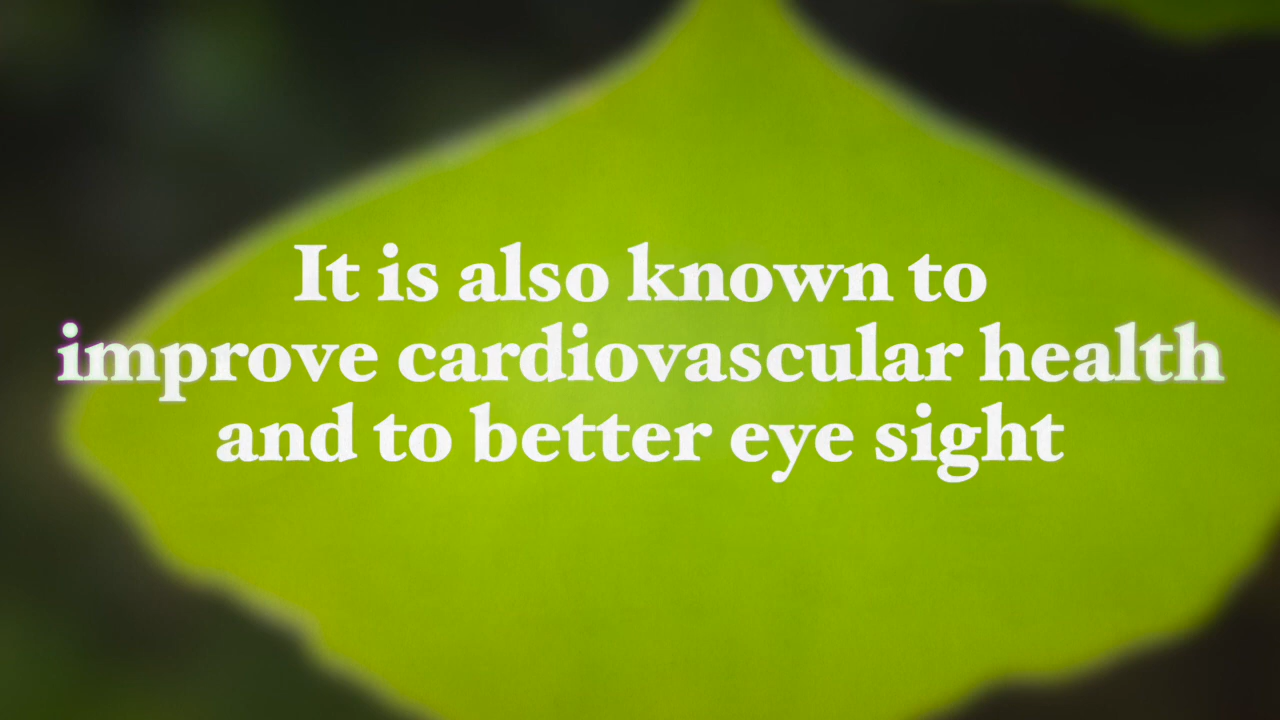 It is also known to
improve cardiovascular health
and to better eye sight